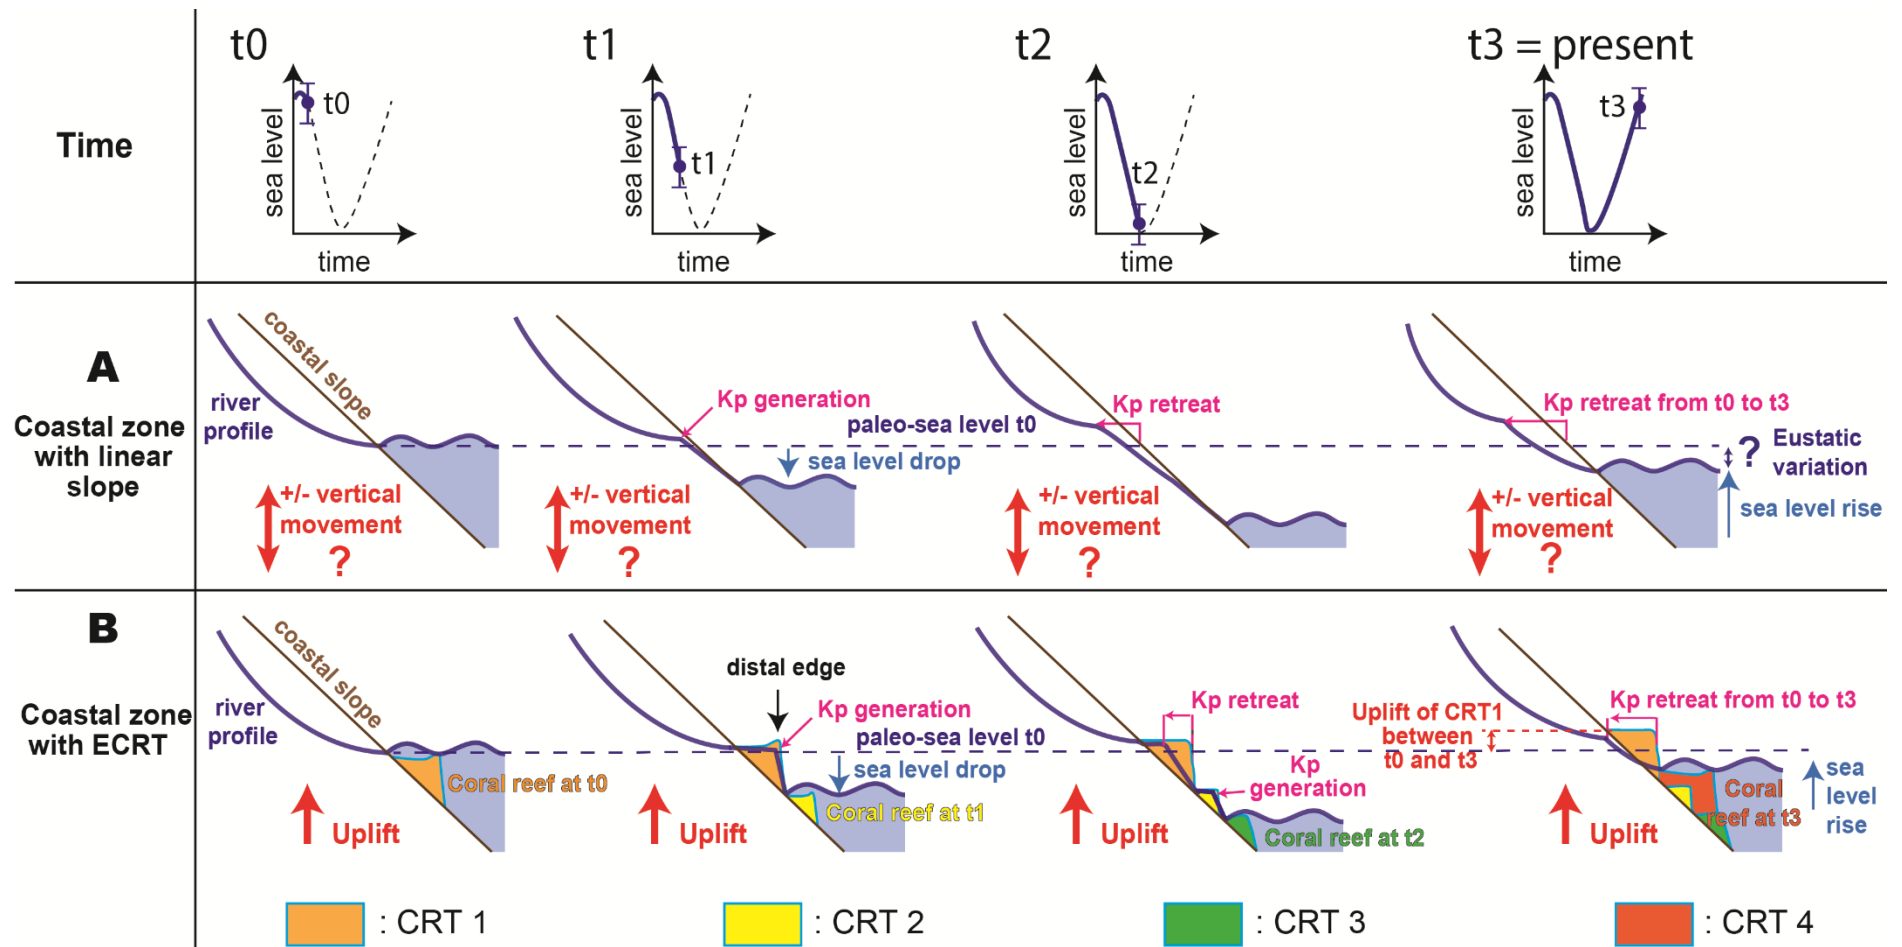 t0
t1
t2
t3 = present
Time
sea level
t0
time
sea level
t1
time
sea level
t2
time
sea level
t3
time
A
Coastal zone
with linear
slope
coastal slope
river
profile
+/- vertical
movement
?
Kp generation
paleo-sea level t0
sea level drop
+/- vertical
movement
?
Kp retreat
+/- vertical
movement
?
Kp retreat from t0 to t3
? Eustatic
variation
sea level rise
+/- vertical
movement
?
B
Coastal zone
with ECRT
coastal slope
river
profile
Coral reef at t0
Uplift
distal edge
Kp generation
paleo-sea level t0
sea level drop
Coral reef at t1
Uplift
Kp retreat
Kp
generation
Coral reef at t2
Uplift
Uplift of CRT1
between
t0 and t3
Kp retreat from t0 to t3
Coral
reef at t3
sea
level
rise
Uplift
: CRT 1
: CRT 2
: CRT 3
: CRT 4